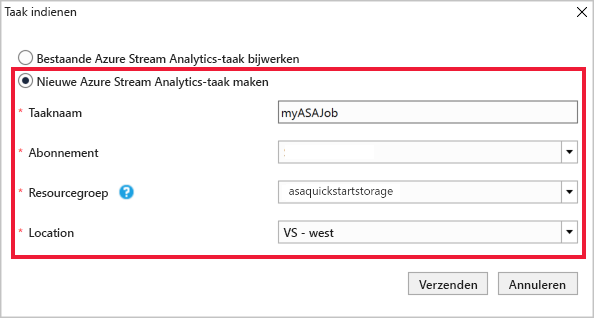 Taak indienen
Bestaande Azure Stream Analytics-taak bijwerken
Nieuwe Azure Stream Analytics-taak maken
* Taaknaam myASAJob
* Abonnement
* Resourcegroep ? asaquickstartstorage
* Location VS - west
Verzenden Annuleren